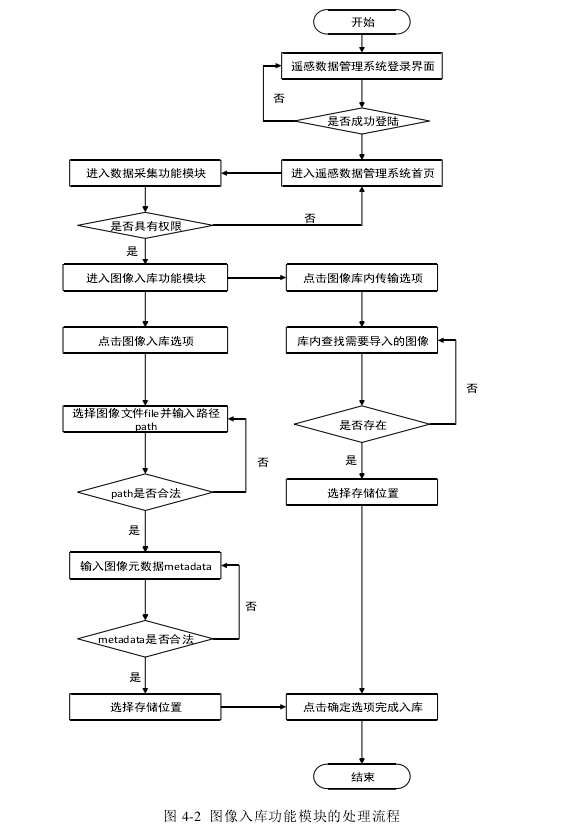 开始
遥感数据管理系统登录界面
否
是否成功登陆
进入数据采集功能模块
进入遥感数据管理系统首页
是否具有权限
否
是
进入图像入库功能模块
点击图像库内传输选项
点击图像入库选项
库内查找需要导入的图像
否
选择图像文件file并输入路径
path
是否存在
否
是
path是否合法
选择存储位置
是
输入图像元数据metadata
否
metadata是否合法
是
选择存储位置
点击确定选项完成入库
结束
图 4-2 图像入库功能模块的处理流程